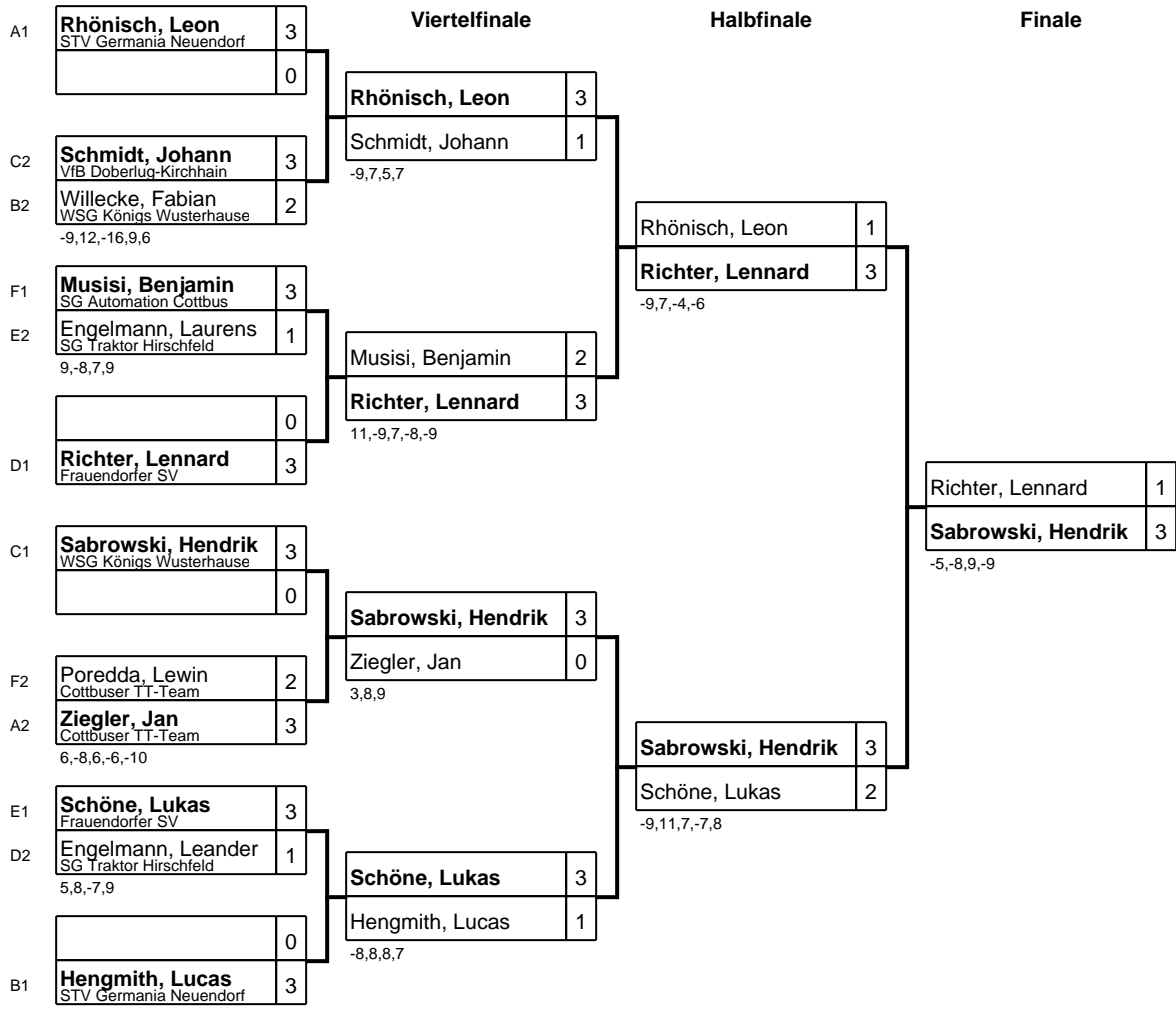 Viertelfinale
Halbfinale
Finale
A1
Rhönisch, Leon 3
STV Germania Neuendorf
0
C2
Schmidt, Johann 3
VfB Doberlug-Kirchhain
B2
Willecke, Fabian 2
WSG Königs Wusterhause
-9,12,-16,9,6
F1
Musisi, Benjamin 3
SG Automation Cottbus
E2
Engelmann, Laurens 1
SG Traktor Hirschfeld
9,-8,7,9
0
D1
Richter, Lennard 3
Frauendorfer SV
C1
Sabrowski, Hendrik 3
WSG Königs Wusterhause
0
F2
Poredda, Lewin 2
Cottbuser TT-Team
A2
Ziegler, Jan 3
Cottbuser TT-Team
6,-8,6,-6,-10
E1
Schöne, Lukas 3
Frauendorfer SV
D2
Engelmann, Leander 1
SG Traktor Hirschfeld
5,8,-7,9
0
B1
Hengmith, Lucas 3
STV Germania Neuendorf
Rhönisch, Leon 3
Schmidt, Johann 1
-9,7,5,7
Musisi, Benjamin 2
Richter, Lennard 3
11,-9,7,-8,-9
Sabrowski, Hendrik 3
Ziegler, Jan 0
3,8,9
Schöne, Lukas 3
Hengmith, Lucas 1
-8,8,8,7
Rhönisch, Leon 1
Richter, Lennard 3
-9,7,-4,-6
Sabrowski, Hendrik 3
Schöne, Lukas 2
-9,11,7,-7,8
Richter, Lennard 1
Sabrowski, Hendrik 3
-5,-8,9,-9